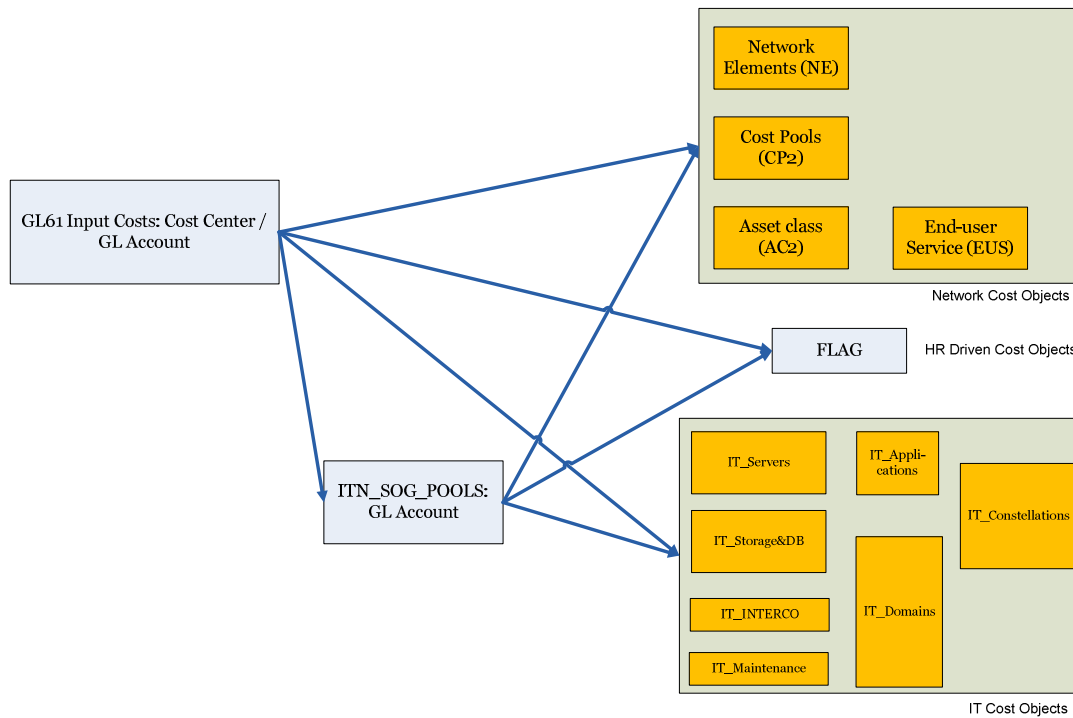 Network
Elements (NE)
Cost Pools
(CP2)
GL61 Input Costs: Cost Center /
GL Account
Asset class
(AC2)
End-user
Service (EUS)
Network Cost Objects
FLAG
HR Driven Cost Objects
IT_Servers
IT_Appli-
cations
ITN_SOG_POOLS:
GL Account
IT_Constellations
IT_Storage&DB
IT_INTERCO
IT_Domains
IT_Maintenance
IT Cost Objects